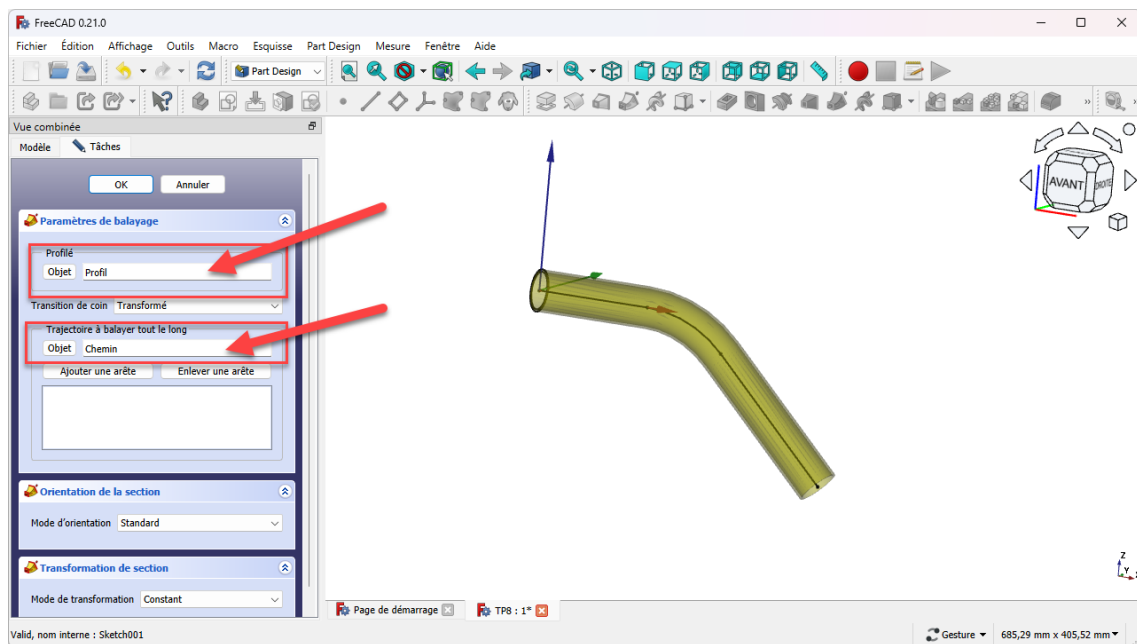 FreeCAD 0.21.0
Fichier Édition Affichage Outils Macro Esquisse Part Design Mesure Fenêtre Aide
Part Design
Vue combinée
Modèle Tâches
OK Annuler
Paramètres de balayage
Profilé
Objet Profil
Transition de coin Transformé
Trajectoire à balayer tout le long
Objet Chemin
Ajouter une arête Enlever une arête
Orientation de la section
Mode d'orientation Standard
Transformation de section
Mode de transformation Constant
AVANT DROITE
Z
Y
Page de démarrage TP8 : 1*
Valid, nom interne : Sketch001
Gesture 685,29 mm x 405,52 mm